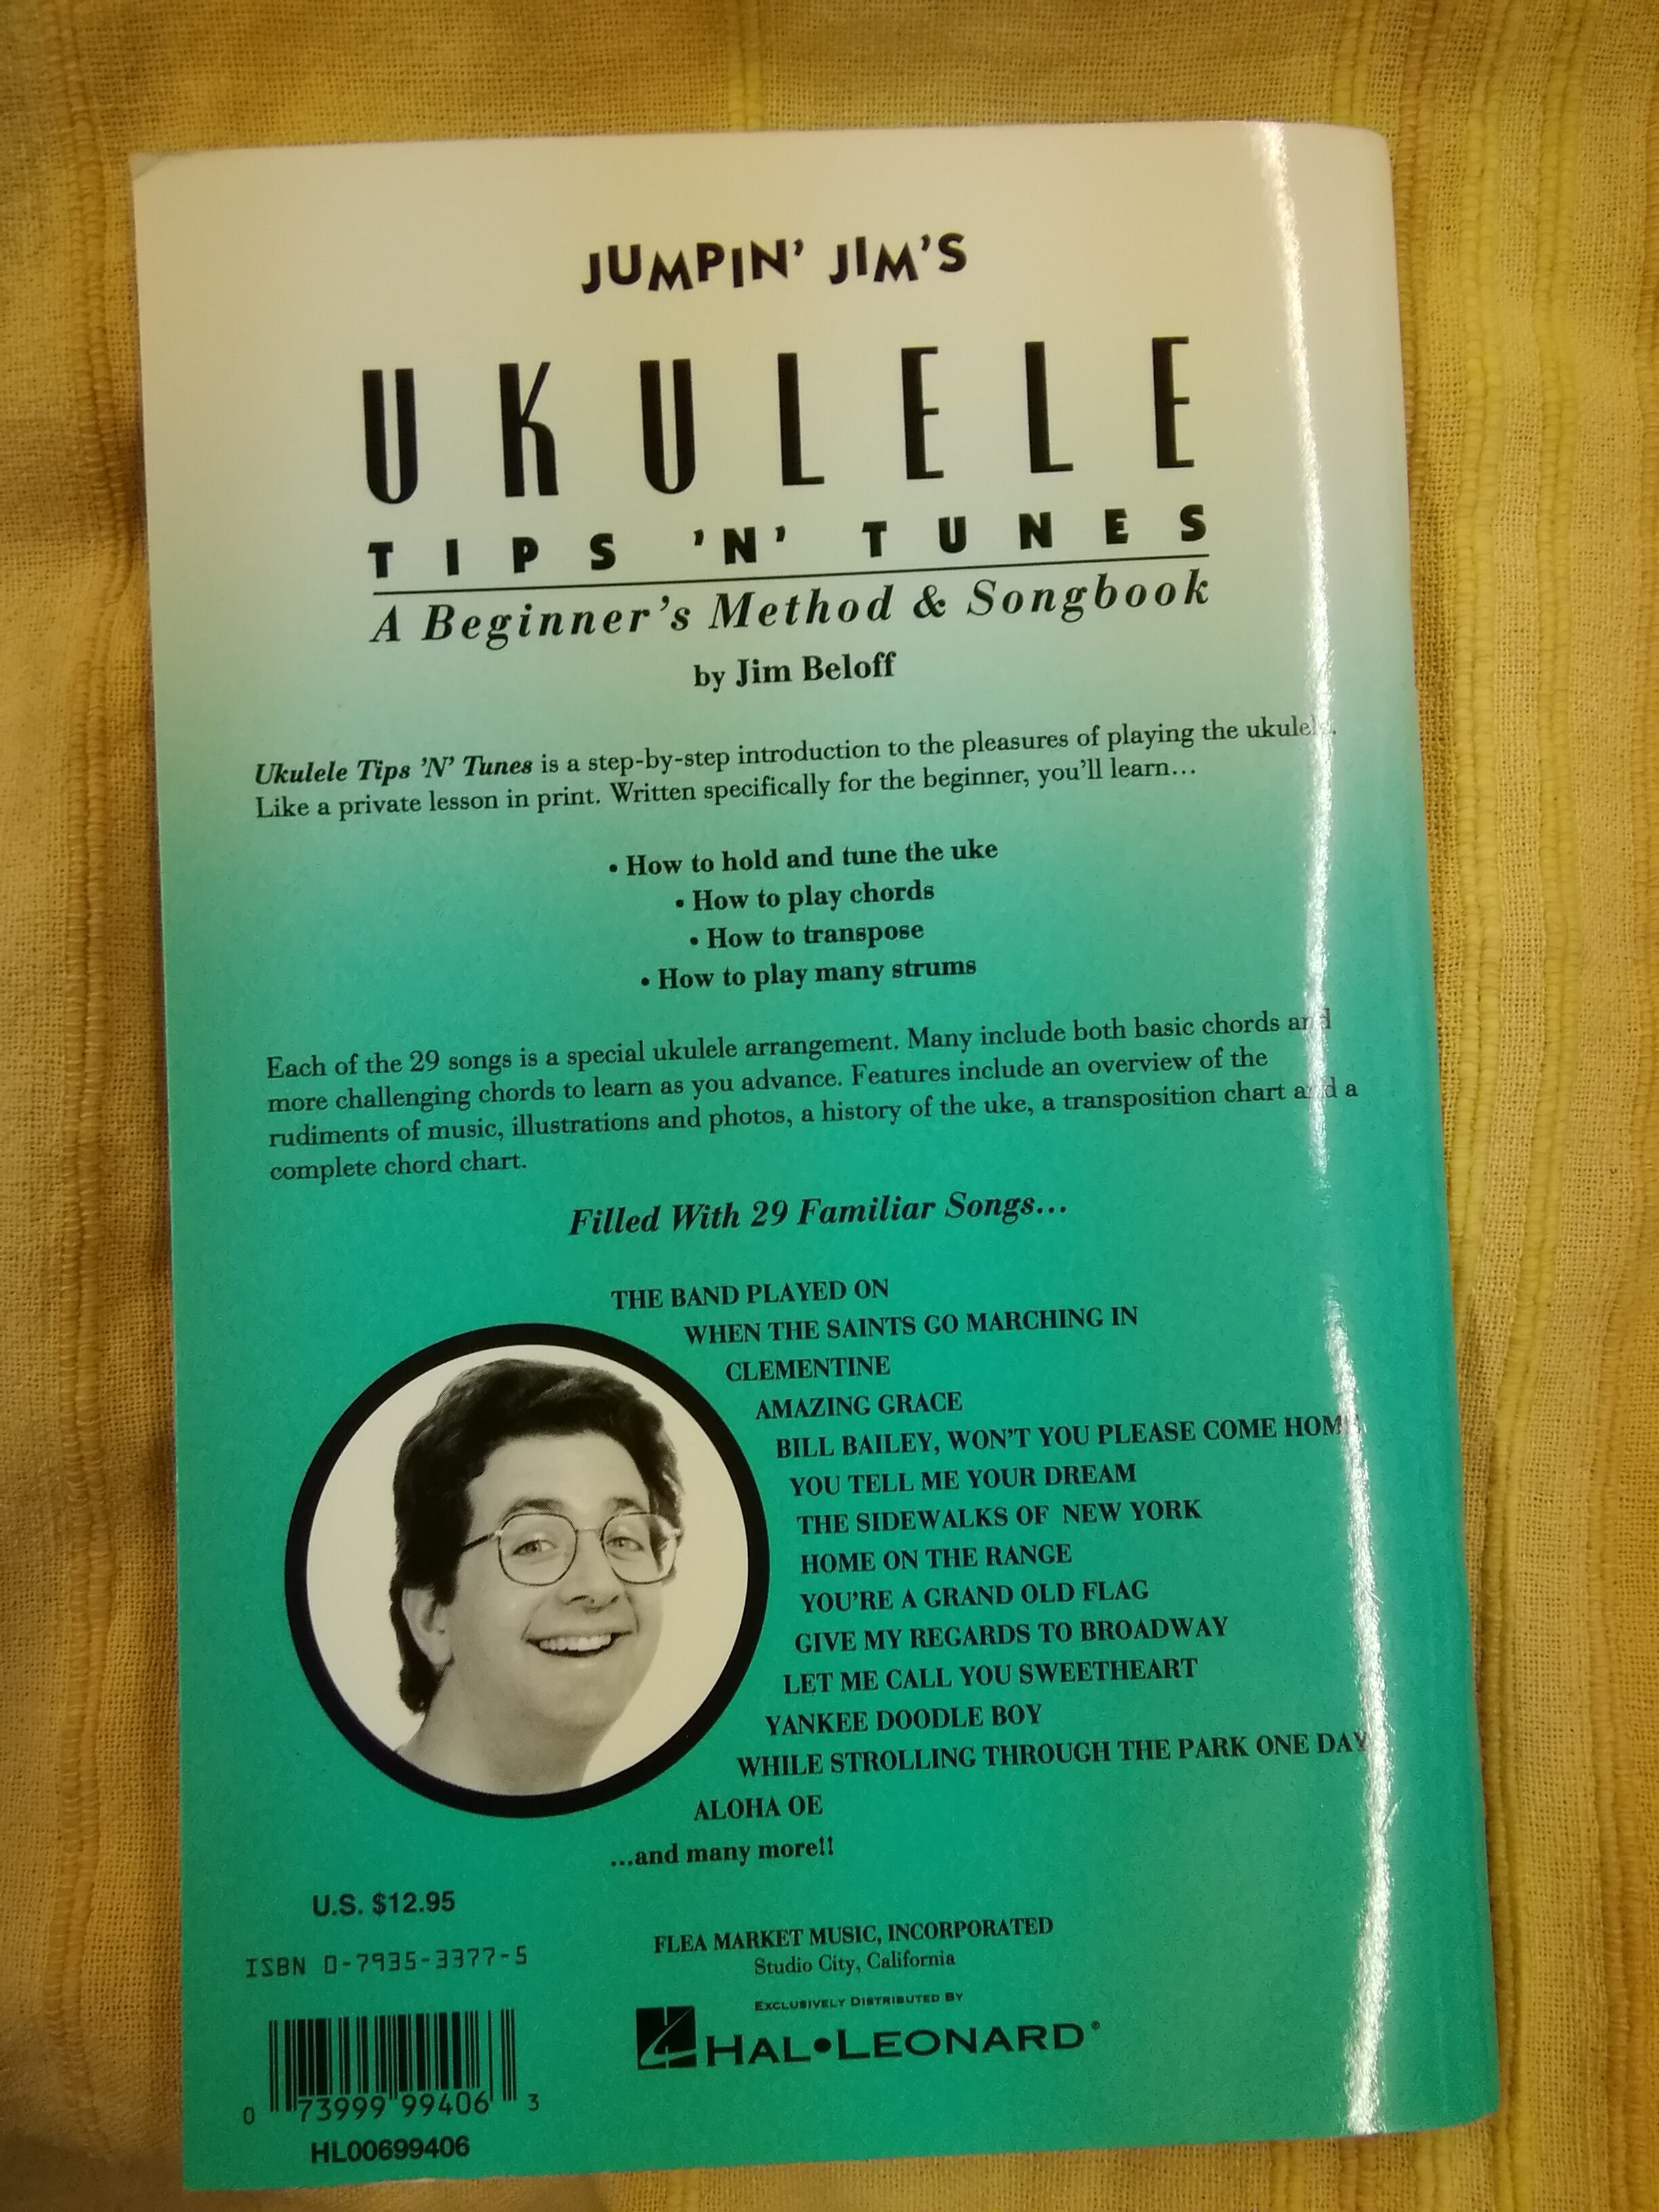 JUMPIN' JIM'S
UKULELE
TIPS 'N' TUNES
A Beginner's Method & Songbook
by Jim Beloff
Ukulele Tips 'N' Tunes is a step-by-step introduction to the pleasures of playing the ukulele.
Like a private lesson in print. Written specifically for the beginner, you'll learn...
• How to hold and tune the uke
• How to play chords
• How to transpose
• How to play many strums
Each of the 29 songs is a special ukulele arrangement. Many include both basic chords and
more challenging chords to learn as you advance. Features include an overview of the
rudiments of music, illustrations and photos, a history of the uke, a transposition chart and a
complete chord chart.
Filled With 29 Familiar Songs...
THE BAND PLAYED ON
WHEN THE SAINTS GO MARCHING IN
CLEMENTINE
AMAZING GRACE
BILL BAILEY, WON'T YOU PLEASE COME HOME
YOU TELL ME YOUR DREAM
THE SIDEWALKS OF NEW YORK
HOME ON THE RANGE
YOU'RE A GRAND OLD FLAG
GIVE MY REGARDS TO BROADWAY
LET ME CALL YOU SWEETHEART
YANKEE DOODLE BOY
WHILE STROLLING THROUGH THE PARK ONE DAY
ALOHA OE
...and many more!!
U.S. $12.95
ISBN 0-7935-3377-5
0 73999 99406 3
HL00699406
FLEA MARKET MUSIC, INCORPORATED
Studio City, California
EXCLUSIVELY DISTRIBUTED BY
HAL•LEONARD®